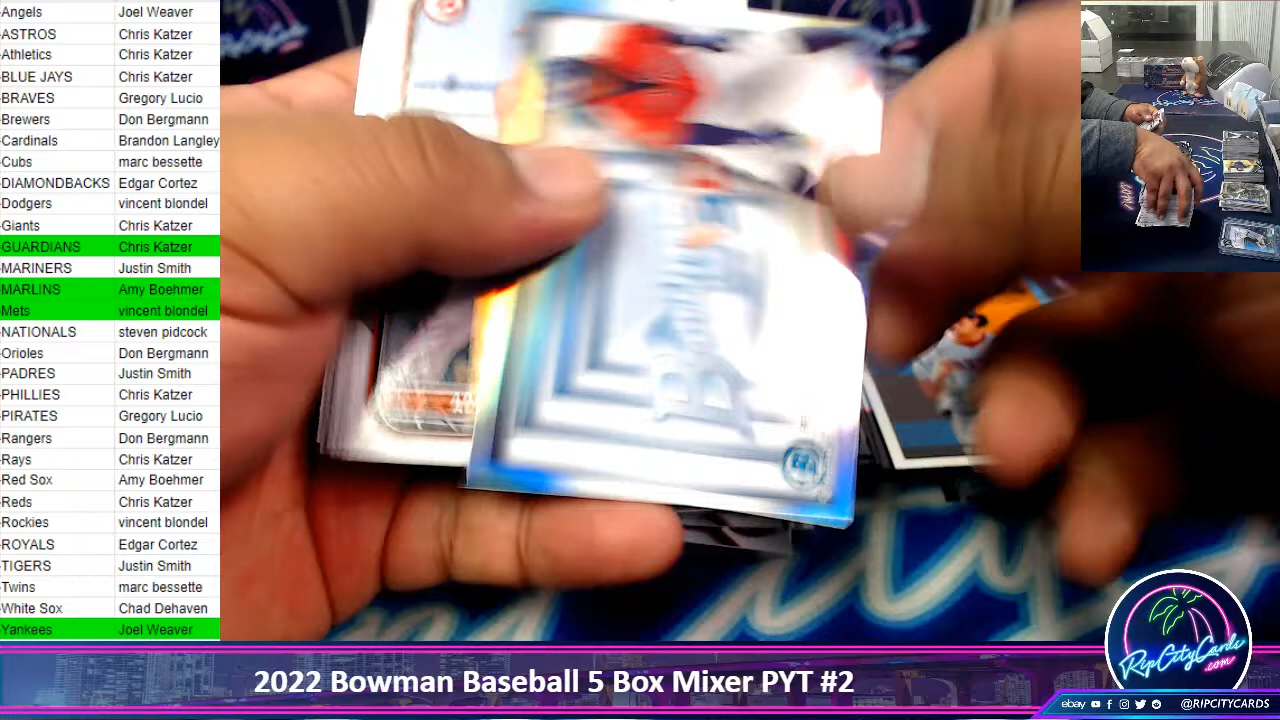 -Angels Joel Weaver
-ASTROS Chris Katzer
-Athletics Chris Katzer
-BLUE JAYS Chris Katzer
-BRAVES Gregory Lucio
-Brewers Don Bergmann
-Cardinals Brandon Langley
-Cubs marc bessette
-DIAMONDBACKS Edgar Cortez
-Dodgers vincent blondel
-Giants Chris Katzer
-GUARDIANS Chris Katzer
-MARINERS Justin Smith
-MARLINS Amy Boehmer
-Mets vincent blondel
-NATIONALS steven pidcock
-Orioles Don Bergmann
-PADRES Justin Smith
-PHILLIES Chris Katzer
-PIRATES Gregory Lucio
-Rangers Don Bergmann
-Rays Chris Katzer
-Red Sox Amy Boehmer
-Reds Chris Katzer
-Rockies vincent blondel
-ROYALS Edgar Cortez
-TIGERS Justin Smith
-Twins marc bessette
-White Sox Chad Dehaven
-Yankees Joel Weaver
Bowman
2022 Bowman Baseball 5 Box Mixer PYT #2
RipCityCards
.com
ebay @RIPCITYCARDS